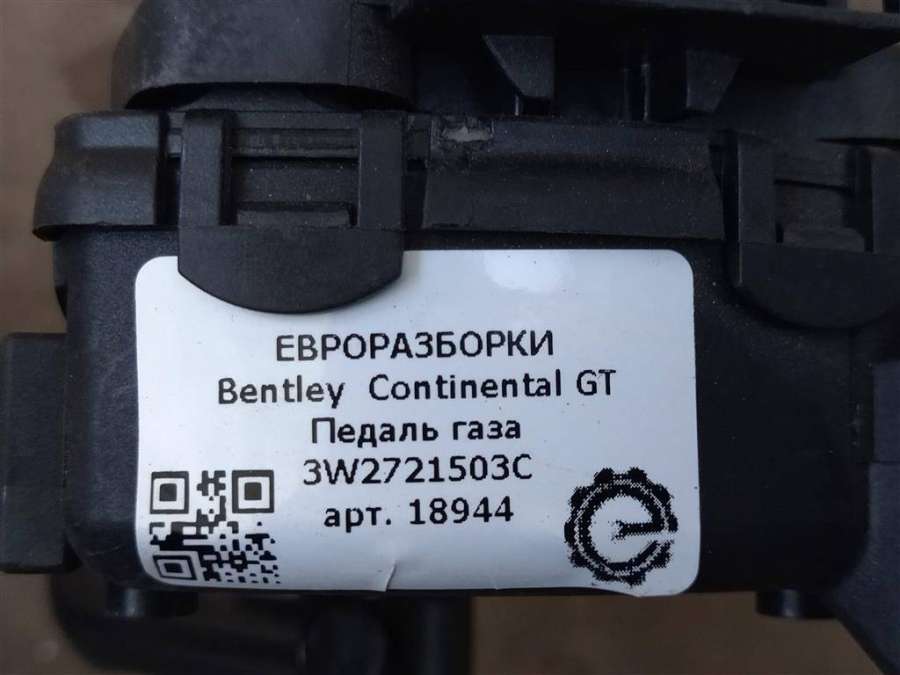 ЕВРОРАЗБОРКИ
Bentley Continental GT
Педаль газа
3W2721503C
арт. 18944